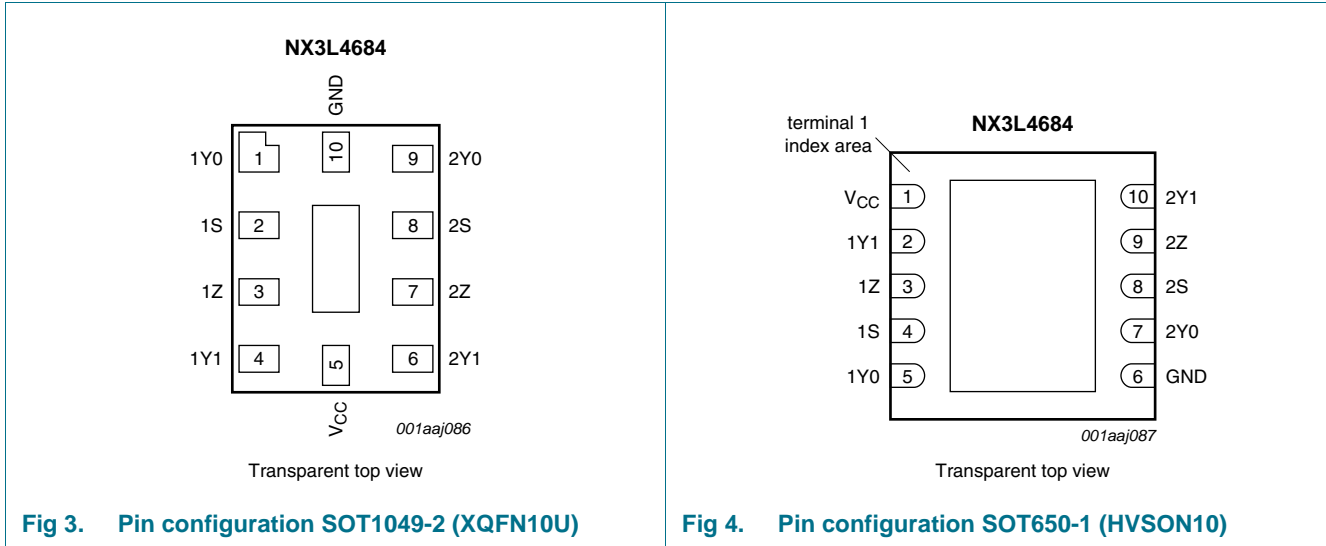 NX3L4684
GND
1Y0 1 10 9 2Y0
1S 2 8 2S
1Z 3 7 2Z
1Y1 4 5 6 2Y1
VCC
001aaj086
Transparent top view
Fig 3. Pin configuration SOT1049-2 (XQFN10U)
terminal 1
index area
NX3L4684
VCC 1 10 2Y1
1Y1 2 9 2Z
1Z 3 8 2S
1S 4 7 2Y0
1Y0 5 6 GND
001aaj087
Transparent top view
Fig 4. Pin configuration SOT650-1 (HVSON10)